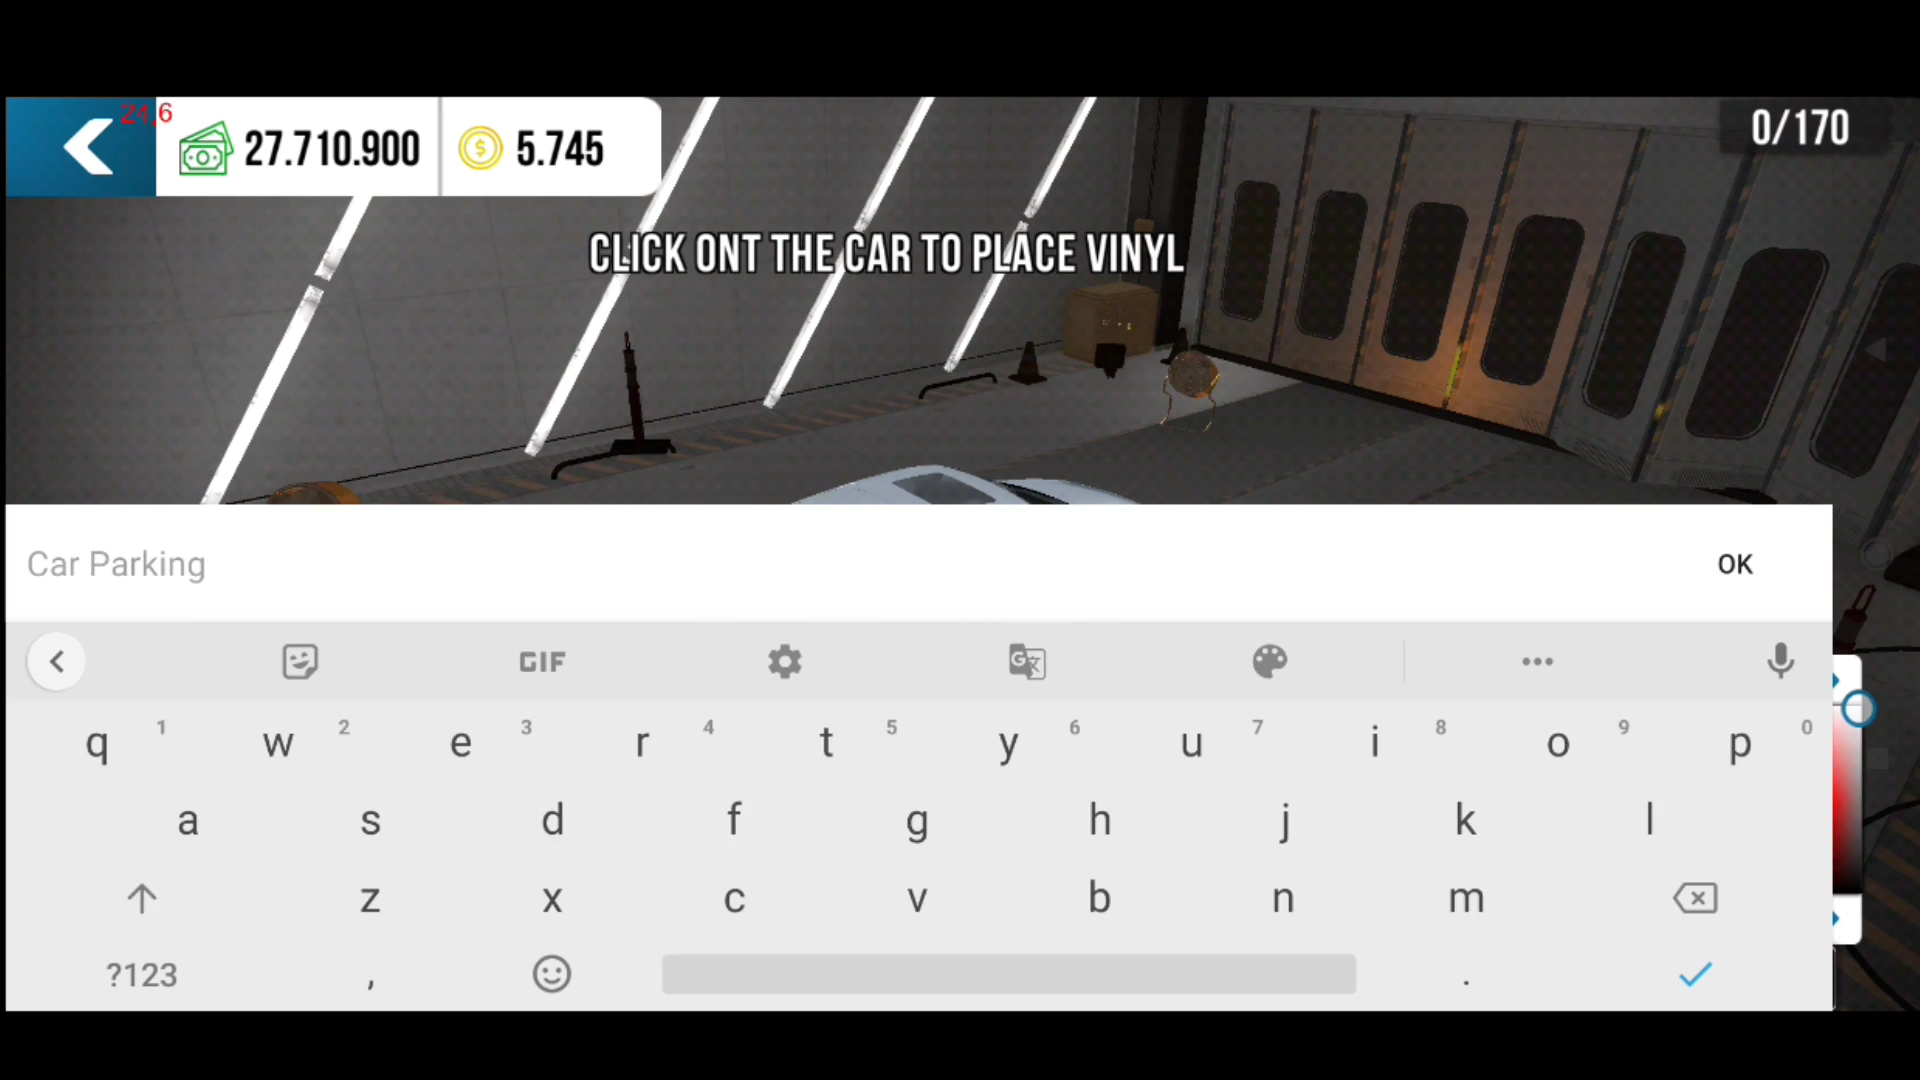 24,6
27.710.900
5.745
0/170
CLICK ONT THE CAR TO PLACE VINYL
Car Parking
OK
GIF
q 1 w 2 e 3 r 4 t 5 y 6 u 7 i 8 o 9 p 0
a s d f g h j k l
z x c v b n m
?123 , .